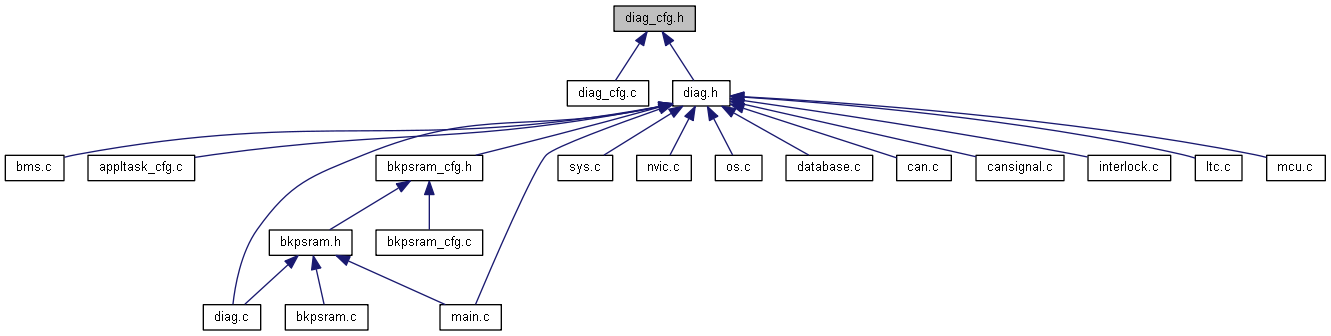 diag_cfg.h
diag_cfg.c
diag.h
bms.c
appltask_cfg.c
bkpsram_cfg.h
sys.c
nvic.c
os.c
database.c
can.c
cansignal.c
interlock.c
ltc.c
mcu.c
bkpsram.h
bkpsram_cfg.c
diag.c
bkpsram.c
main.c